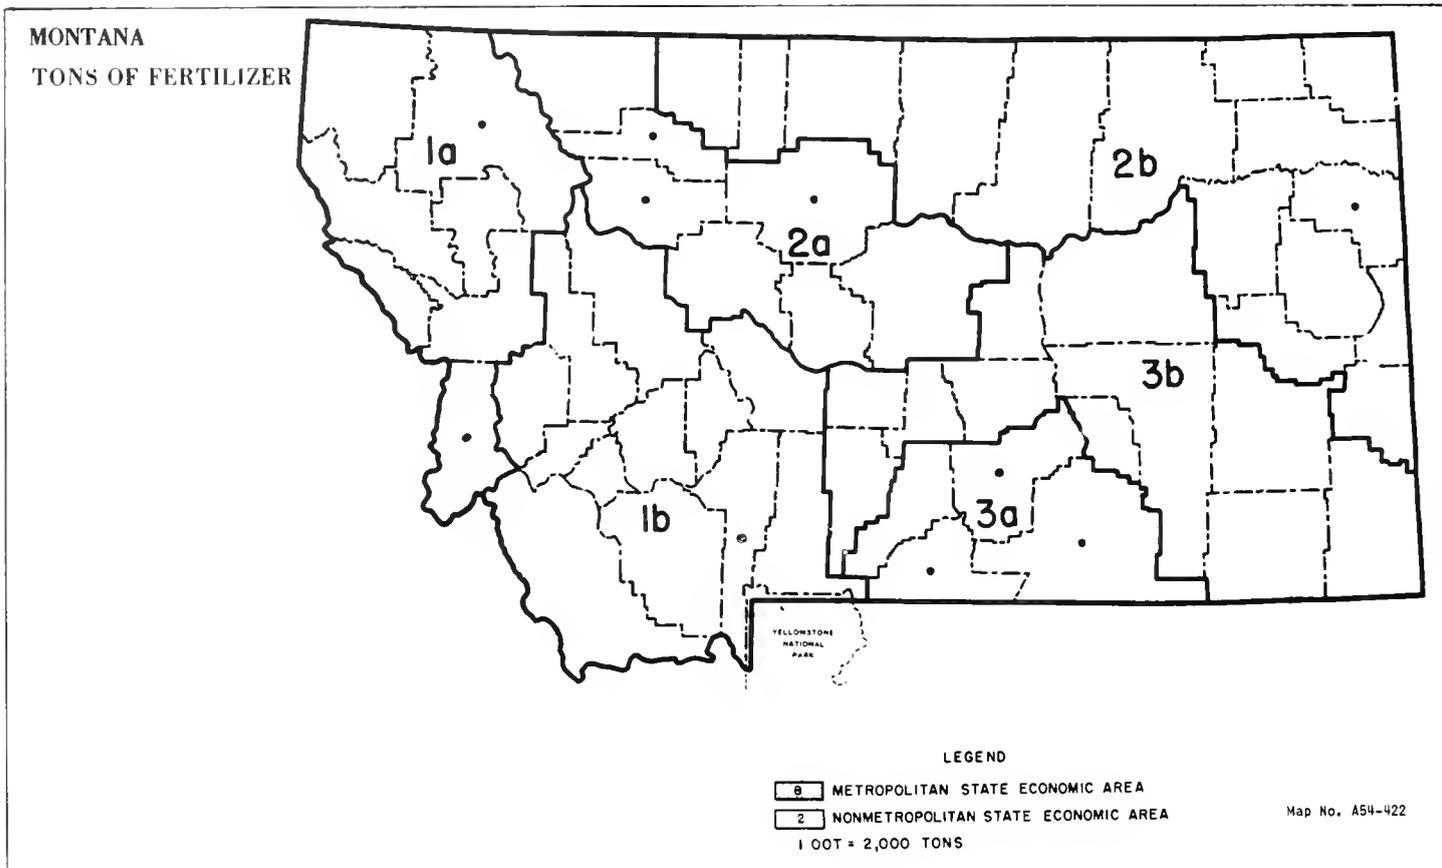 MONTANA
TONS OF FERTILIZER
1a
2b
2a
3b
3a
1b
YELLOWSTONE
NATIONAL
PARK
LEGEND
8 METROPOLITAN STATE ECONOMIC AREA
2 NONMETROPOLITAN STATE ECONOMIC AREA
1 DOT = 2,000 TONS
Map No. A54-422